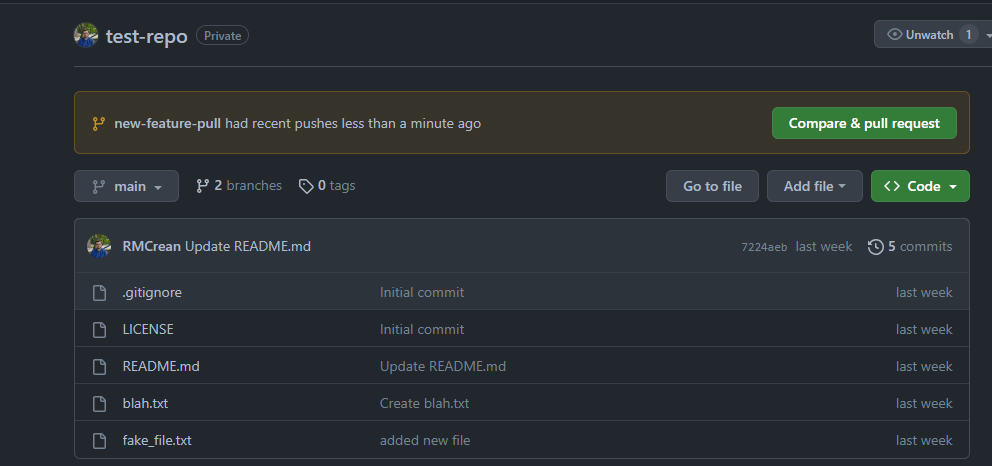 test-repo Private Unwatch 1
new-feature-pull had recent pushes less than a minute ago Compare & pull request
main 2 branches 0 tags Go to file Add file Code
RMCrean Update README.md 7224aeb last week 5 commits
.gitignore Initial commit last week
LICENSE Initial commit last week
README.md Update README.md last week
blah.txt Create blah.txt last week
fake_file.txt added new file last week